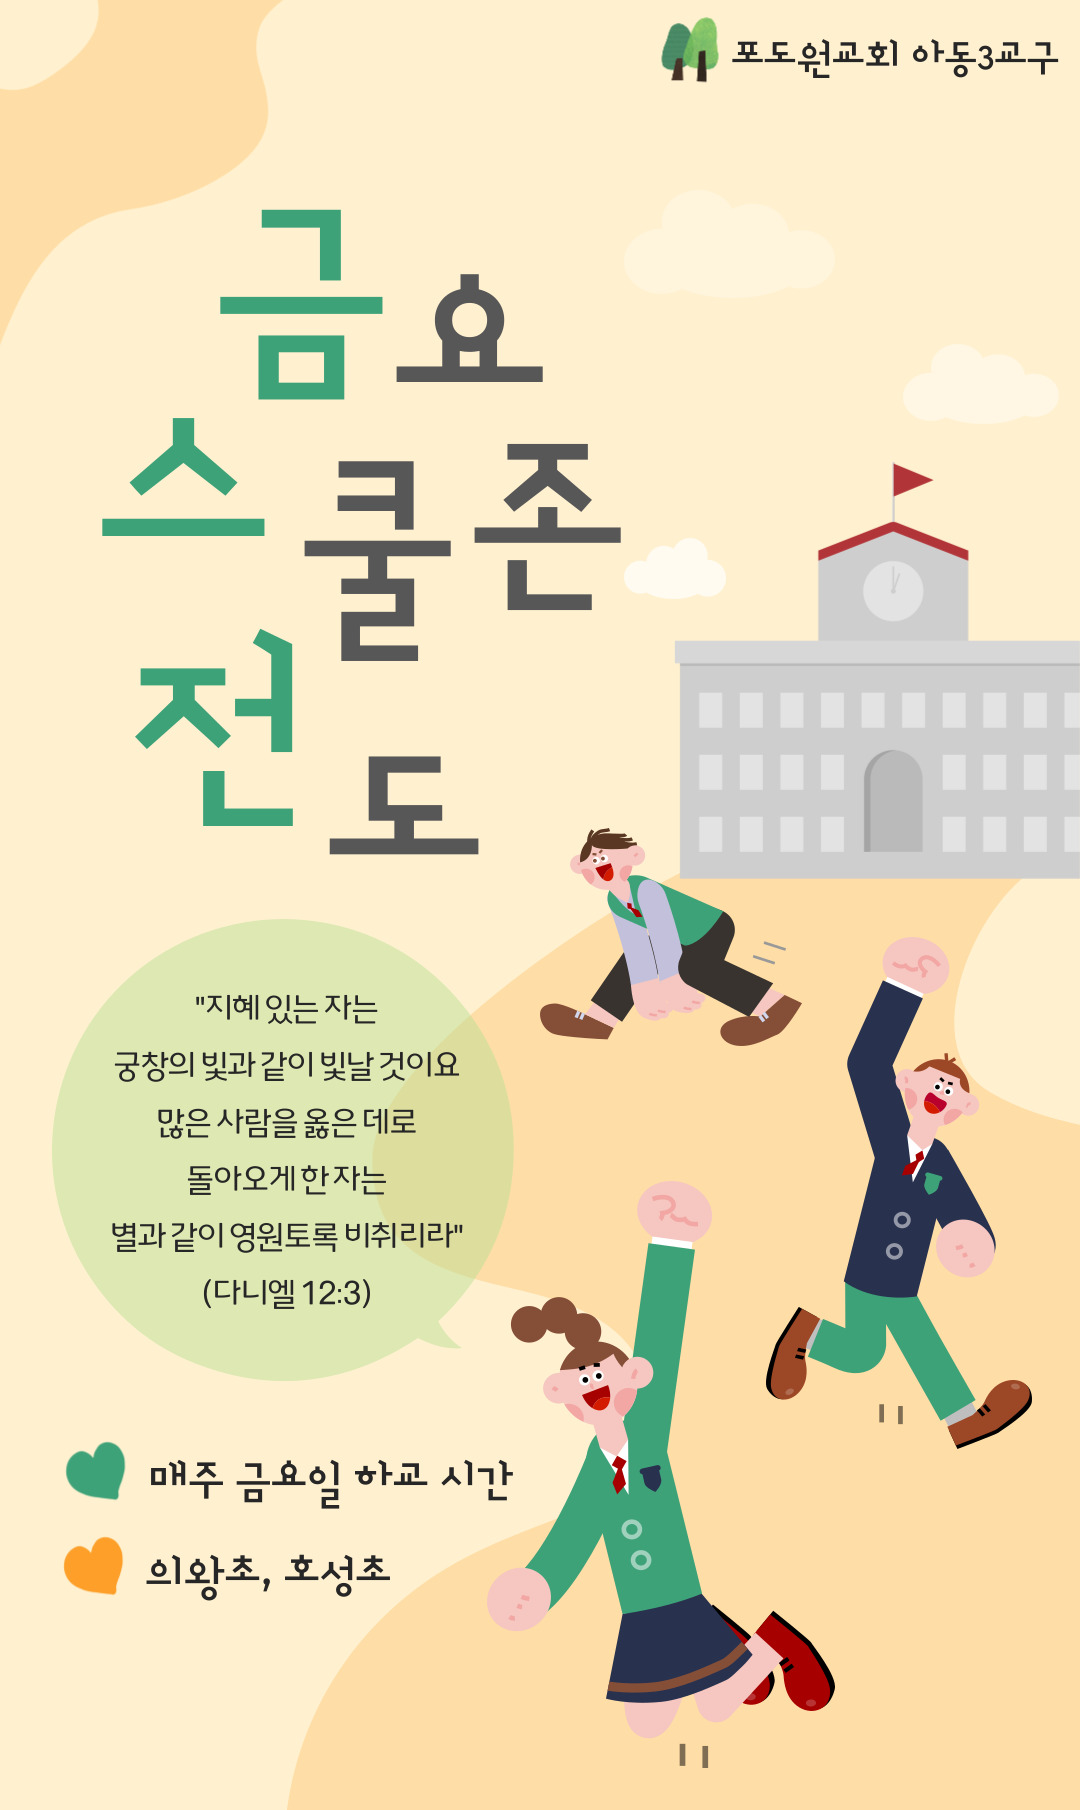 포도원교회 아동3교구
금요
스쿨존
전도
"지혜 있는 자는
궁창의 빛과 같이 빛날 것이요
많은 사람을 옳은 데로
돌아오게 한 자는
별과 같이 영원토록 비취리라"
(다니엘 12:3)
매주 금요일 하교 시간
의왕초, 호성초